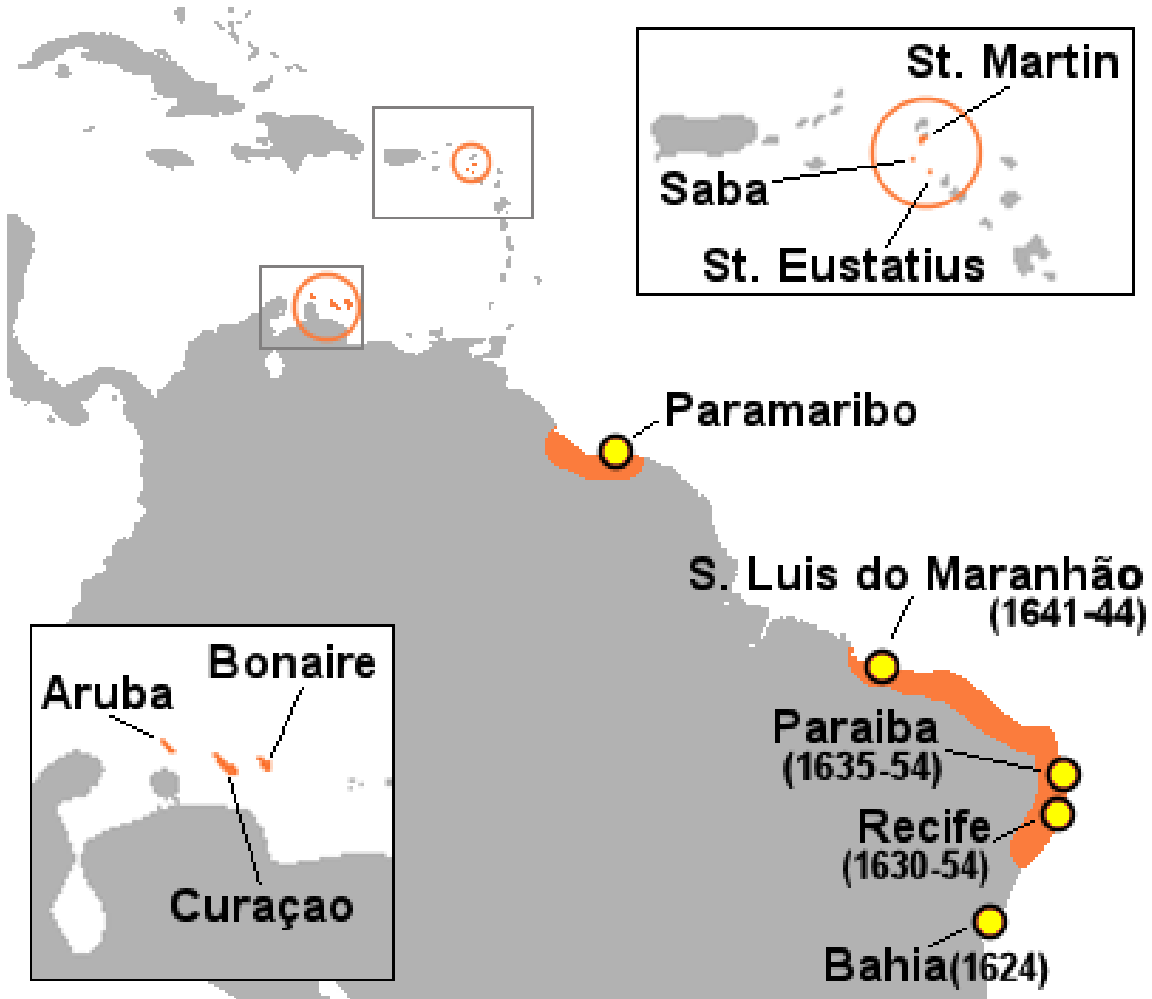 St. Martin
Saba
St. Eustatius
Paramaribo
S. Luis do Maranhão
(1641-44)
Bonaire
Aruba
Paraiba
(1635-54)
Recife
(1630-54)
Curaçao
Bahia(1624)